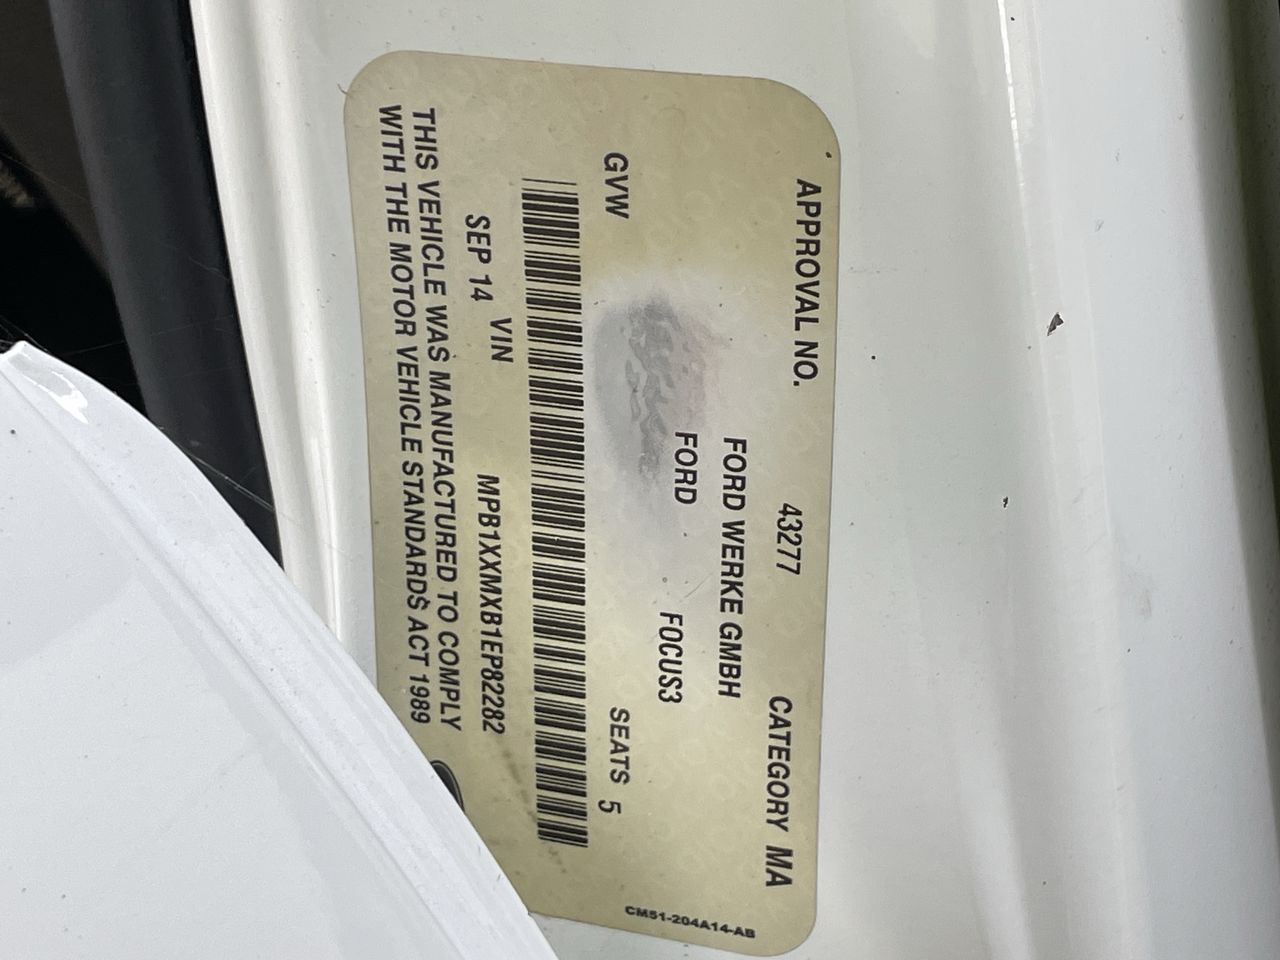 APPROVAL NO. 43277 CATEGORY MA
FORD WERKE GMBH
FORD FOCUS3
GVW SEATS 5
VIN
SEP 14 MPB1XXMXB1EP82282
THIS VEHICLE WAS MANUFACTURED TO COMPLY
WITH THE MOTOR VEHICLE STANDARDS ACT 1989
CM51-204A14-AB